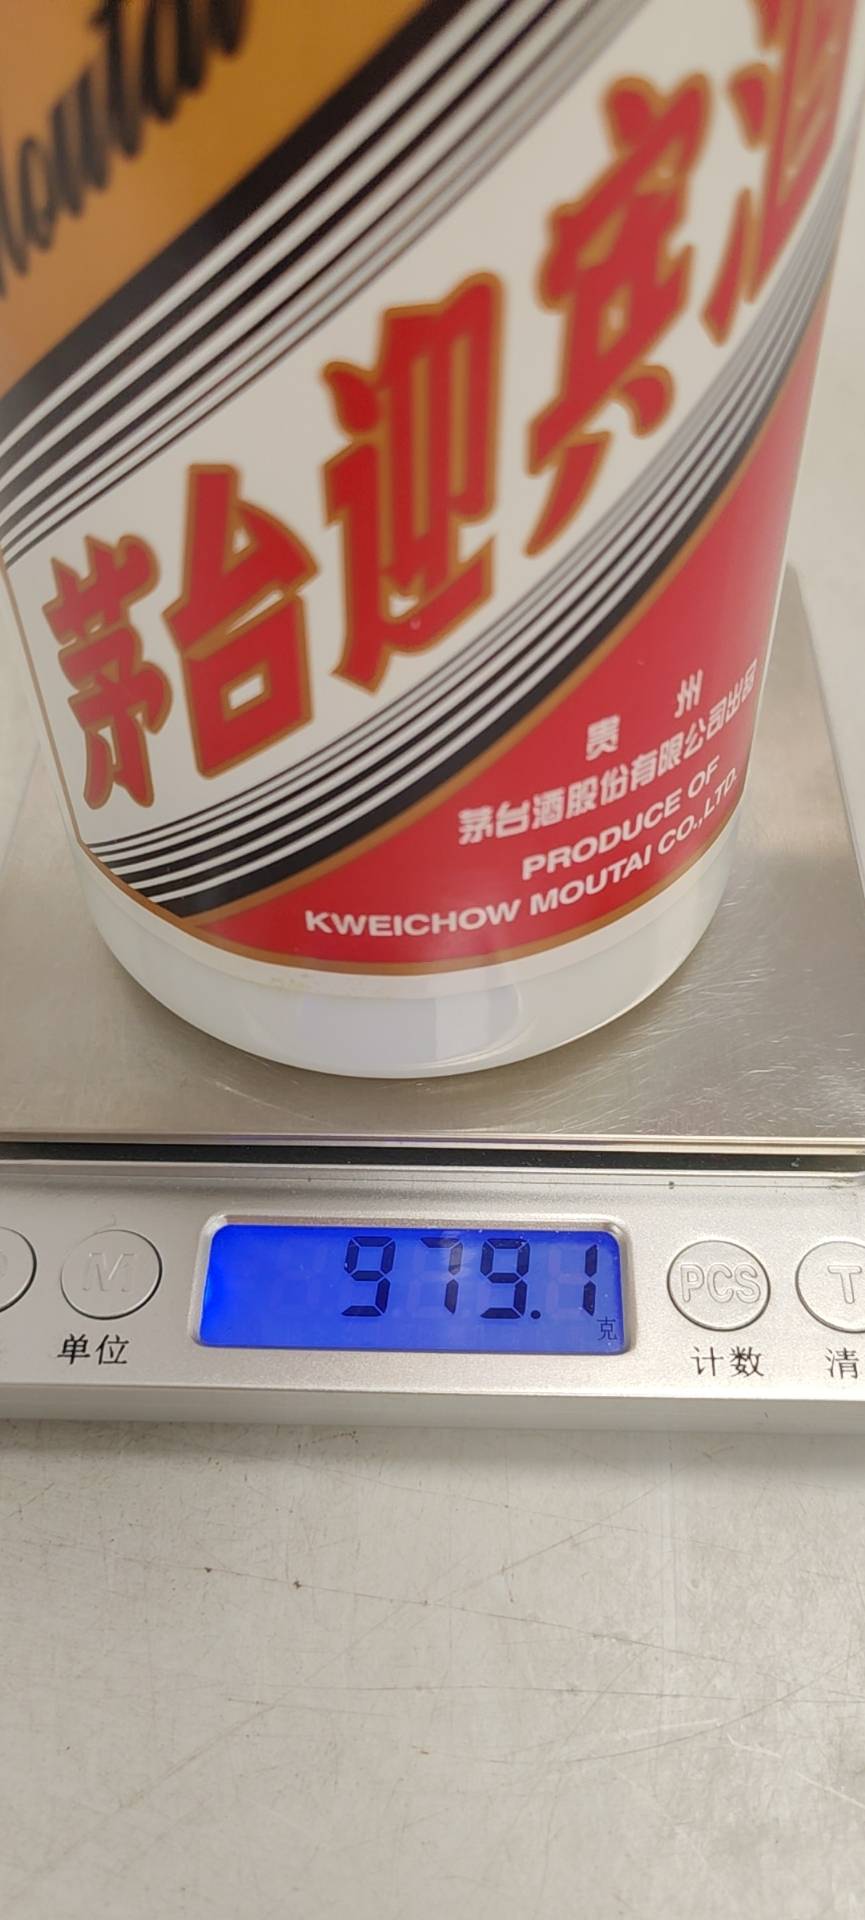 Moutai
茅台迎宾酒
贵州
茅台酒股份有限公司出品
PRODUCE OF
KWEICHOW MOUTAI CO.,LTD.
979.1
克
M
PCS
T
单位
计数
清